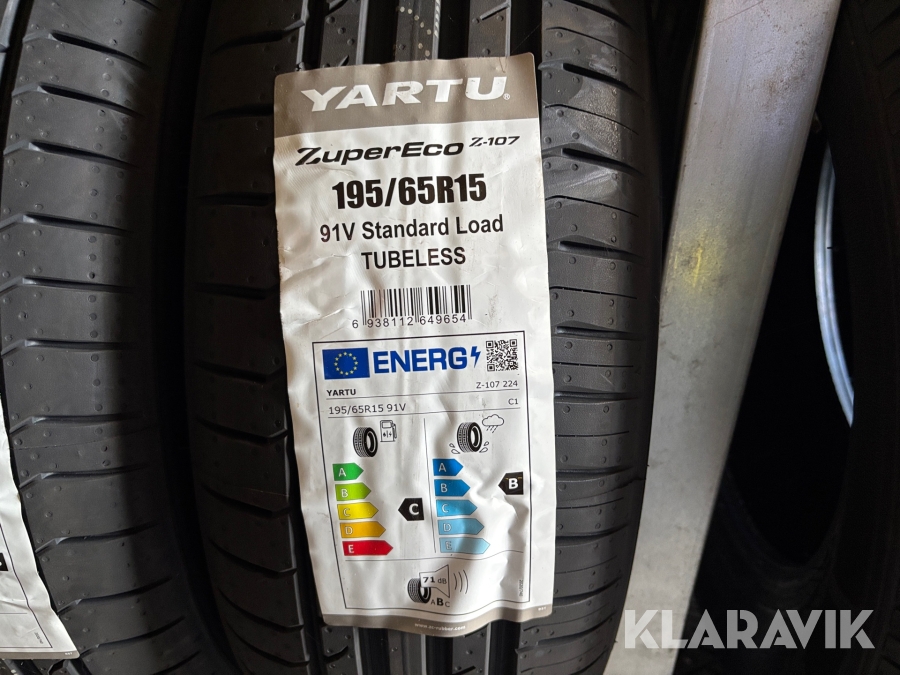 YARTU®
ZuperEco Z-107
195/65R15
91V Standard Load
TUBELESS
6 938112 649654
ENERG
YARTU
Z-107 224
195/65R15 91V
C1
A
B
C
D
E
C
A
B
C
D
E
B
71 dB
ABC
KLARAVIK